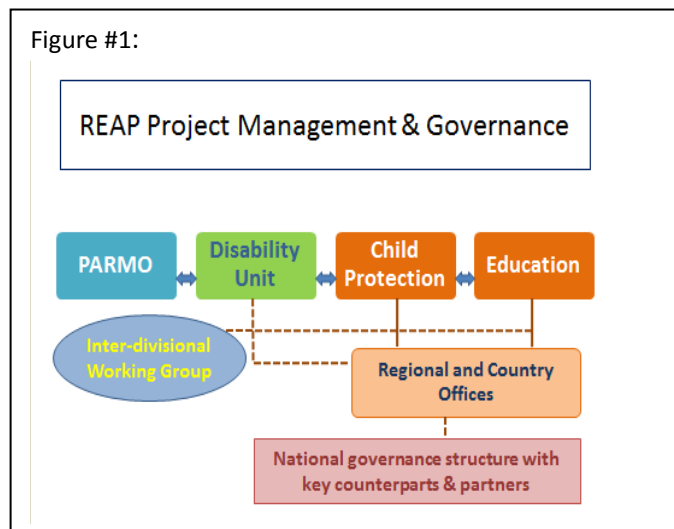 Figure #1:
REAP Project Management & Governance
PARMO
Disability
Unit
Child
Protection
Education
Inter-divisional
Working Group
Regional and Country
Offices
National governance structure with
key counterparts & partners